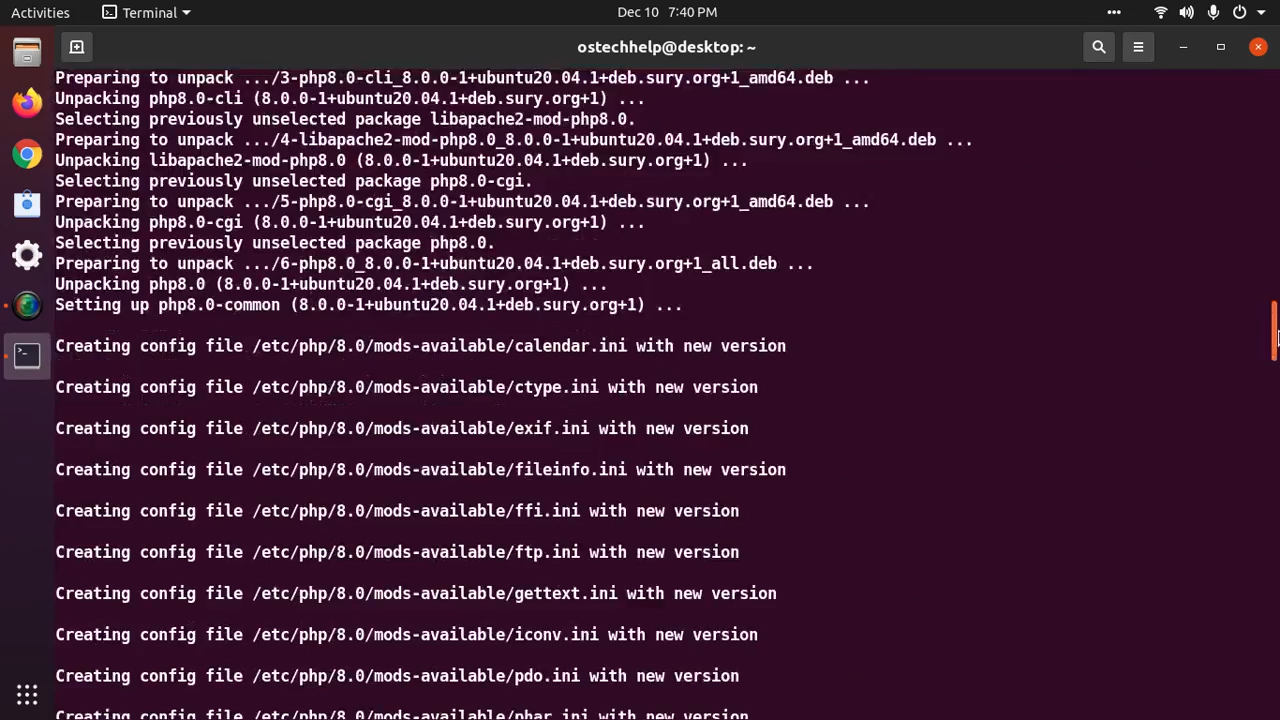 Activities
Terminal
Dec 10 7:40 PM
ostechhelp@desktop: ~
Preparing to unpack .../3-php8.0-cli_8.0.0-1+ubuntu20.04.1+deb.sury.org+1_amd64.deb ...
Unpacking php8.0-cli (8.0.0-1+ubuntu20.04.1+deb.sury.org+1) ...
Selecting previously unselected package libapache2-mod-php8.0.
Preparing to unpack .../4-libapache2-mod-php8.0_8.0.0-1+ubuntu20.04.1+deb.sury.org+1_amd64.deb ...
Unpacking libapache2-mod-php8.0 (8.0.0-1+ubuntu20.04.1+deb.sury.org+1) ...
Selecting previously unselected package php8.0-cgi.
Preparing to unpack .../5-php8.0-cgi_8.0.0-1+ubuntu20.04.1+deb.sury.org+1_amd64.deb ...
Unpacking php8.0-cgi (8.0.0-1+ubuntu20.04.1+deb.sury.org+1) ...
Selecting previously unselected package php8.0.
Preparing to unpack .../6-php8.0_8.0.0-1+ubuntu20.04.1+deb.sury.org+1_all.deb ...
Unpacking php8.0 (8.0.0-1+ubuntu20.04.1+deb.sury.org+1) ...
Setting up php8.0-common (8.0.0-1+ubuntu20.04.1+deb.sury.org+1) ...
Creating config file /etc/php/8.0/mods-available/calendar.ini with new version
Creating config file /etc/php/8.0/mods-available/ctype.ini with new version
Creating config file /etc/php/8.0/mods-available/exif.ini with new version
Creating config file /etc/php/8.0/mods-available/fileinfo.ini with new version
Creating config file /etc/php/8.0/mods-available/ffi.ini with new version
Creating config file /etc/php/8.0/mods-available/ftp.ini with new version
Creating config file /etc/php/8.0/mods-available/gettext.ini with new version
Creating config file /etc/php/8.0/mods-available/iconv.ini with new version
Creating config file /etc/php/8.0/mods-available/pdo.ini with new version
Creating config file /etc/php/8.0/mods-available/phar.ini with new version